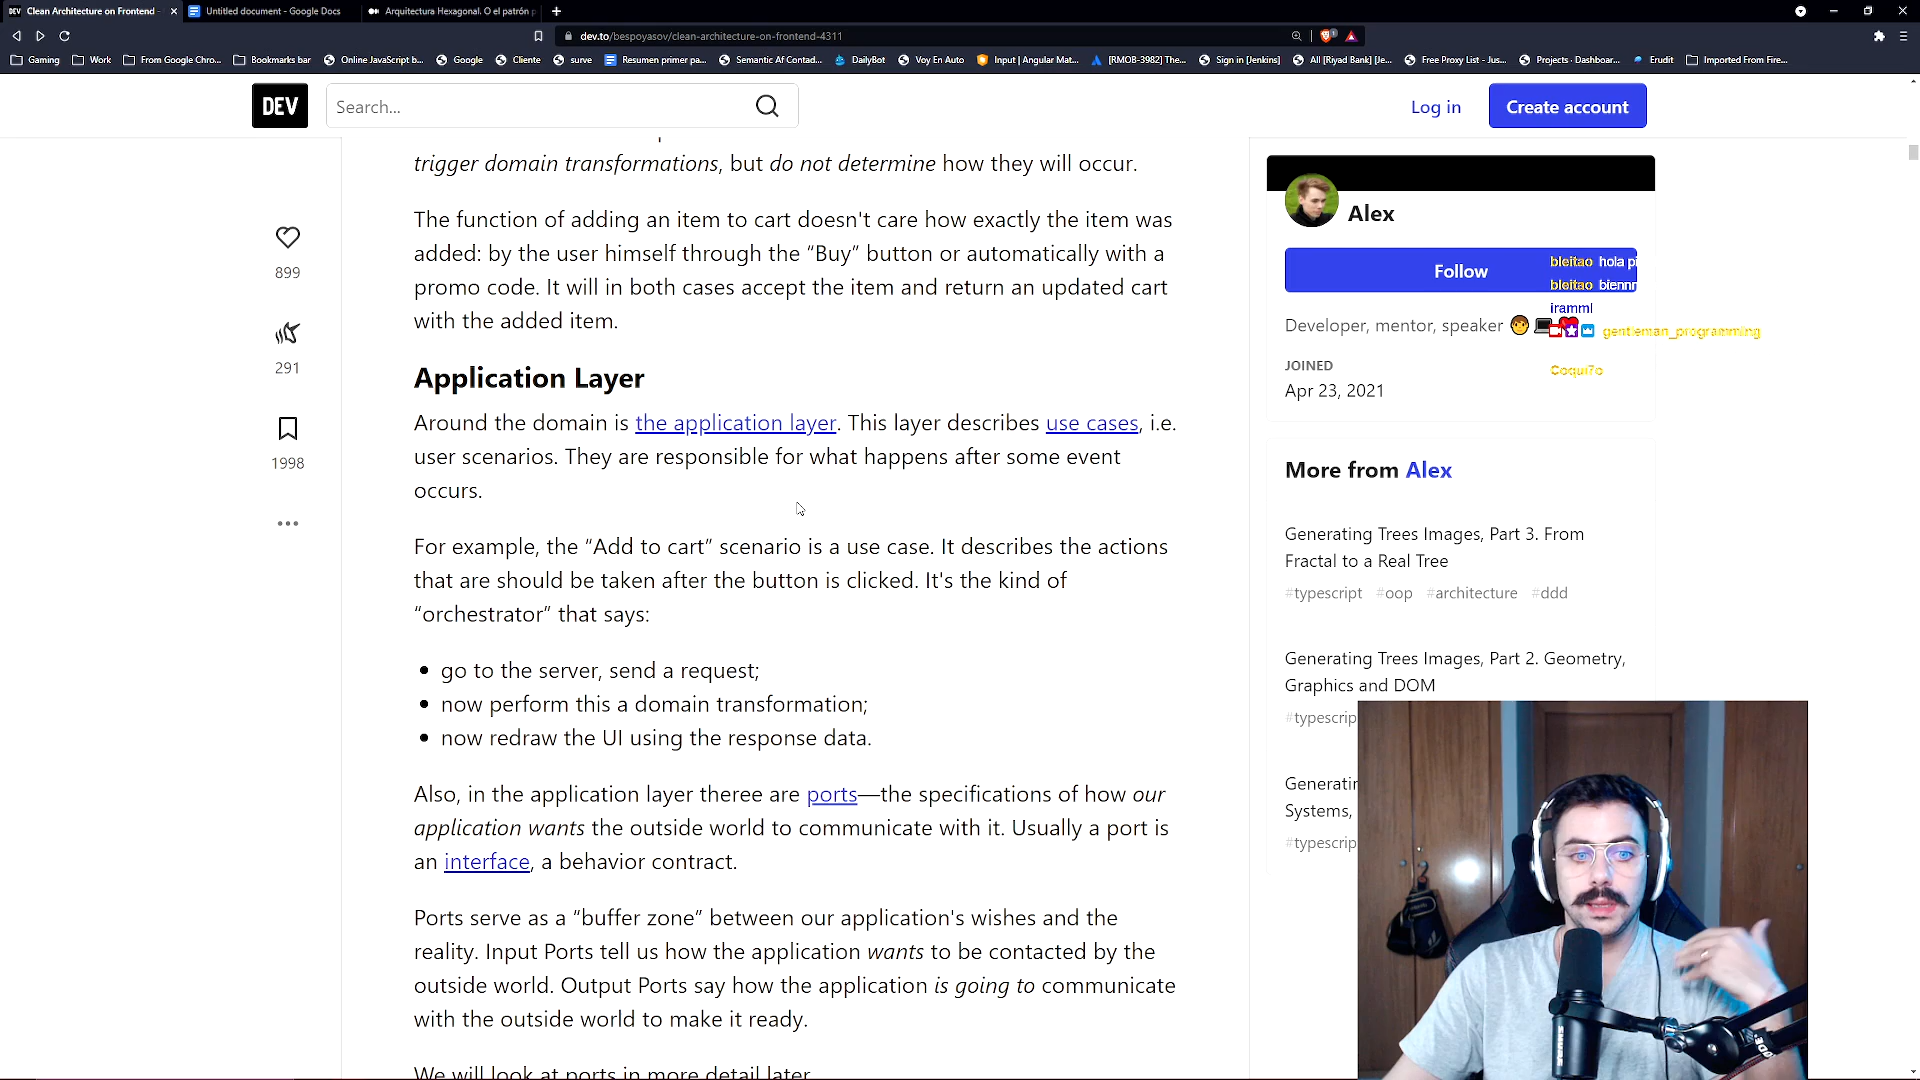 Clean Architecture on Frontend -
Untitled document - Google Docs
Arquitectura Hexagonal. O el patrón p
dev.to/bespoyasov/clean-architecture-on-frontend-4311
Gaming
Work
From Google Chro...
Bookmarks bar
Online JavaScript b...
Google
Cliente
surve
Resumen primer pa...
Semantic Af Contad...
DailyBot
Voy En Auto
Input | Angular Mat...
[RMOB-3982] The...
Sign in [Jenkins]
All [Riyad Bank] [Je...
Free Proxy List - Jus...
Projects · Dashboar...
Erudit
Imported From Fire...
DEV
Search...
Log in
Create account
trigger domain transformations, but do not determine how they will occur.
The function of adding an item to cart doesn't care how exactly the item was
added: by the user himself through the “Buy” button or automatically with a
promo code. It will in both cases accept the item and return an updated cart
with the added item.
Application Layer
Around the domain is the application layer. This layer describes use cases, i.e.
user scenarios. They are responsible for what happens after some event
occurs.
For example, the “Add to cart” scenario is a use case. It describes the actions
that are should be taken after the button is clicked. It's the kind of
“orchestrator” that says:
go to the server, send a request;
now perform this a domain transformation;
now redraw the UI using the response data.
Also, in the application layer theree are ports—the specifications of how our
application wants the outside world to communicate with it. Usually a port is
an interface, a behavior contract.
Ports serve as a “buffer zone” between our application's wishes and the
reality. Input Ports tell us how the application wants to be contacted by the
outside world. Output Ports say how the application is going to communicate
with the outside world to make it ready.
We will look at ports in more detail later
899
291
1998
Alex
Follow
bleitao hola pi
bleitao biennn
iramml
gentleman_programming
Coqui7o
Developer, mentor, speaker
JOINED
Apr 23, 2021
More from Alex
Generating Trees Images, Part 3. From
Fractal to a Real Tree
#typescript #oop #architecture #ddd
Generating Trees Images, Part 2. Geometry,
Graphics and DOM
#typescrip
Generatin
Systems,
#typescrip